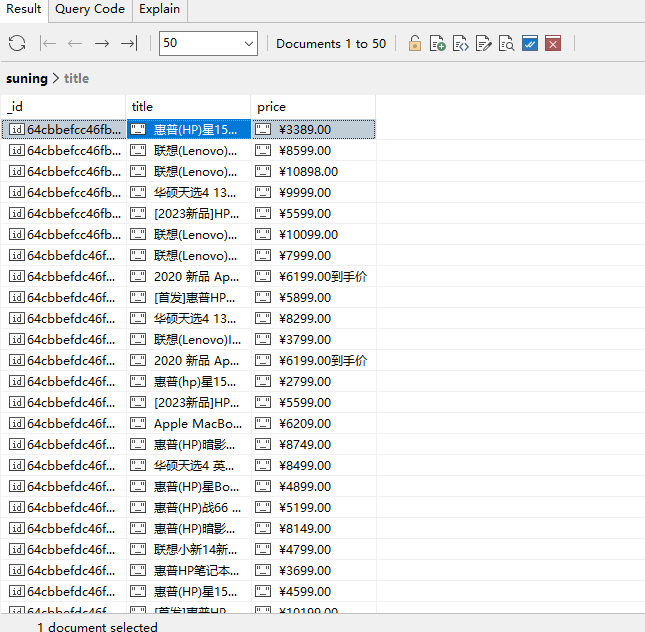 Result Query Code Explain
50 Documents 1 to 50
suning > title
_id title price
64cbbefcc46fb... 惠普(HP)星15... ¥3389.00
64cbbefcc46fb... 联想(Lenovo)... ¥8599.00
64cbbefcc46fb... 联想(Lenovo)... ¥10898.00
64cbbefcc46fb... 华硕天选4 13... ¥9999.00
64cbbefcc46fb... [2023新品]HP... ¥5599.00
64cbbefcc46fb... 联想(Lenovo)... ¥10099.00
64cbbefdc46f... 联想(Lenovo)... ¥7999.00
64cbbefdc46f... 2020 新品 Ap... ¥6199.00到手价
64cbbefdc46f... [首发]惠普HP... ¥5899.00
64cbbefdc46f... 华硕天选4 13... ¥8299.00
64cbbefdc46f... 联想(Lenovo)I... ¥3799.00
64cbbefdc46f... 2020 新品 Ap... ¥6199.00到手价
64cbbefdc46f... 惠普(hp)星15... ¥2799.00
64cbbefdc46f... [2023新品]HP... ¥5599.00
64cbbefdc46f... Apple MacBo... ¥6209.00
64cbbefdc46f... 惠普(HP)暗影... ¥8749.00
64cbbefdc46f... 华硕天选4 英... ¥8499.00
64cbbefdc46f... 惠普(HP)星Bo... ¥4899.00
64cbbefdc46f... 惠普(HP)战66 ... ¥5199.00
64cbbefdc46f... 惠普(HP)暗影... ¥8149.00
64cbbefdc46f... 联想小新14新... ¥4799.00
64cbbefdc46f... 惠普HP笔记本... ¥3699.00
64cbbefdc46f... 惠普(HP)星15... ¥4599.00
64cbbefdc46f... [首发]惠普HP... ¥10199.00
1 document selected